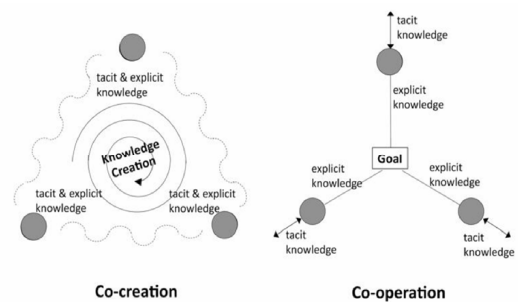 tacit & explicit
knowledge
Knowledge
Creation
tacit & explicit
knowledge
tacit & explicit
knowledge
Co-creation
tacit
knowledge
explicit
knowledge
Goal
explicit
knowledge
explicit
knowledge
tacit
knowledge
tacit
knowledge
Co-operation